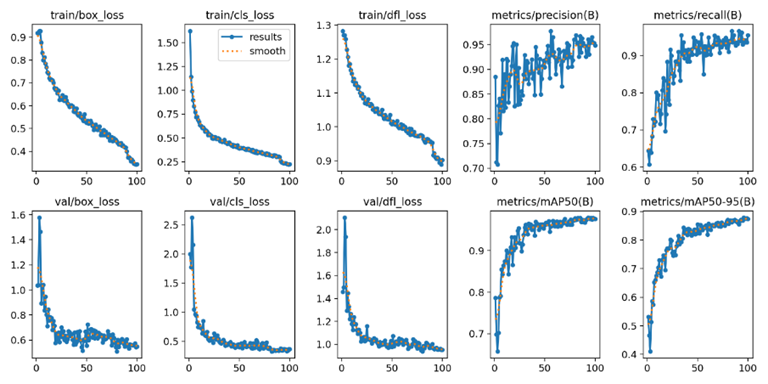 train/box_loss
train/cls_loss
train/dfl_loss
metrics/precision(B)
metrics/recall(B)
0.9
0.8
0.7
0.6
0.5
0.4
0 50 100
1.50
1.25
1.00
0.75
0.50
0.25
0 50 100
results
smooth
1.3
1.2
1.1
1.0
0.9
0 50 100
0.95
0.90
0.85
0.80
0.75
0.70
0 50 100
0.9
0.8
0.7
0.6
0 50 100
val/box_loss
val/cls_loss
val/dfl_loss
metrics/mAP50(B)
metrics/mAP50-95(B)
1.6
1.4
1.2
1.0
0.8
0.6
0 50 100
2.5
2.0
1.5
1.0
0.5
0 50 100
2.0
1.8
1.6
1.4
1.2
1.0
0 50 100
0.9
0.8
0.7
0 50 100
0.9
0.8
0.7
0.6
0.5
0.4
0 50 100